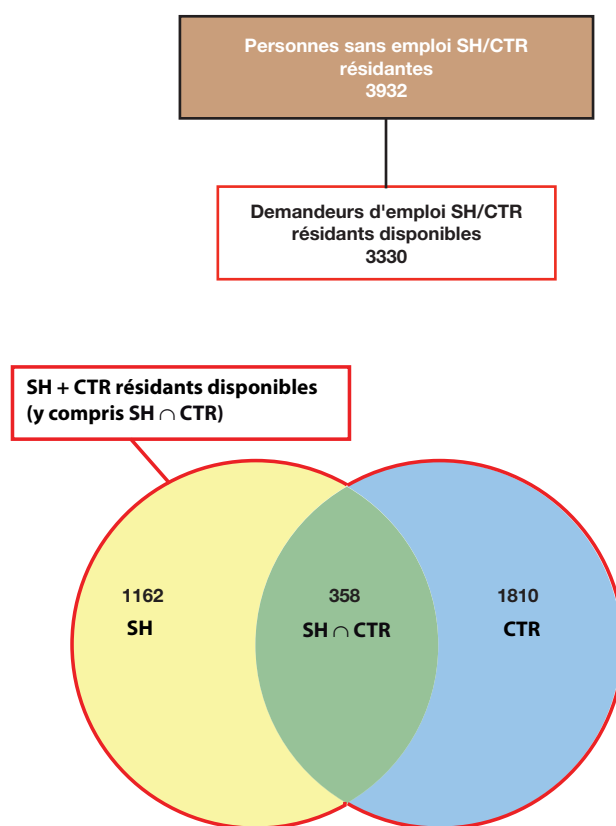 Personnes sans emploi SH/CTR
résidantes
3932
Demandeurs d'emploi SH/CTR
résidants disponibles
3330
SH + CTR résidants disponibles
(y compris SH ∩ CTR)
1162
SH
358
SH ∩ CTR
1810
CTR